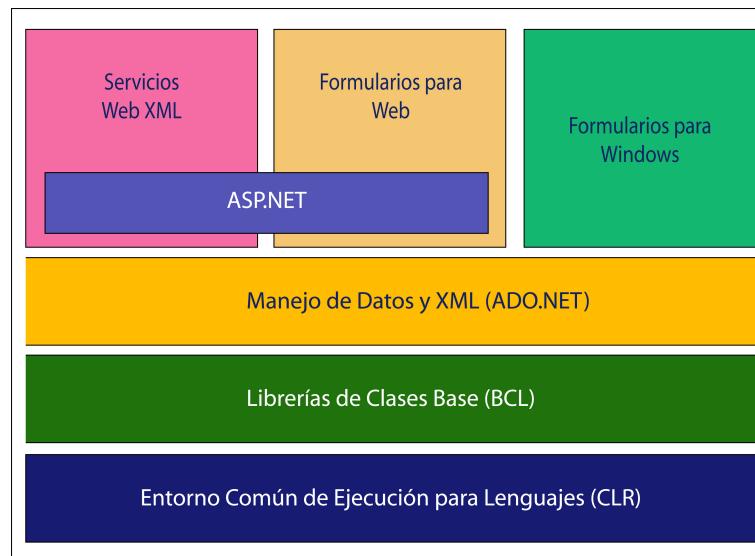 Servicios
Web XML
Formularios para
Web
Formularios para
Windows
ASP.NET
Manejo de Datos y XML (ADO.NET)
Librerías de Clases Base (BCL)
Entorno Común de Ejecución para Lenguajes (CLR)